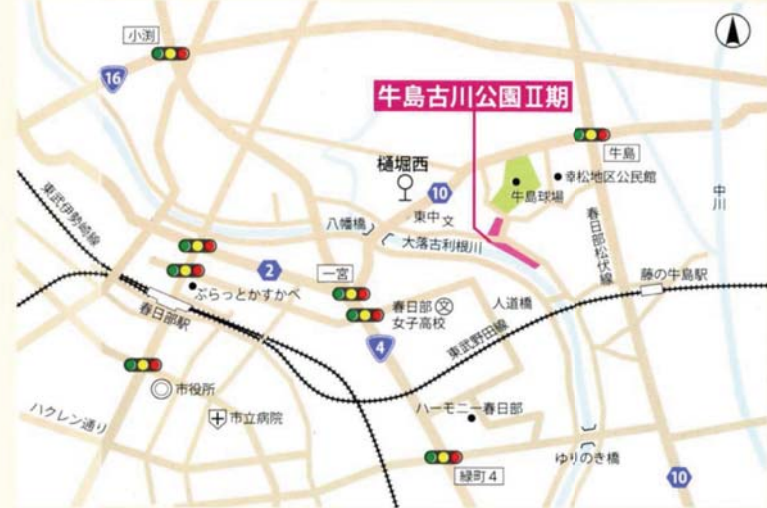 小渕
16
牛島古川公園Ⅱ期
牛島
樋堀西
幸松地区公民館
10
牛島球場
東中文
中川
東武伊勢崎線
八幡橋
大落古利根川
春日部松伏線
2
一宮
藤の牛島駅
ぷらっとかすかべ
春日部
女子高校
文
人道橋
春日部駅
東武野田線
4
市役所
ハーモニー春日部
ハクレン通り
市立病院
ゆりのき橋
緑町4
10